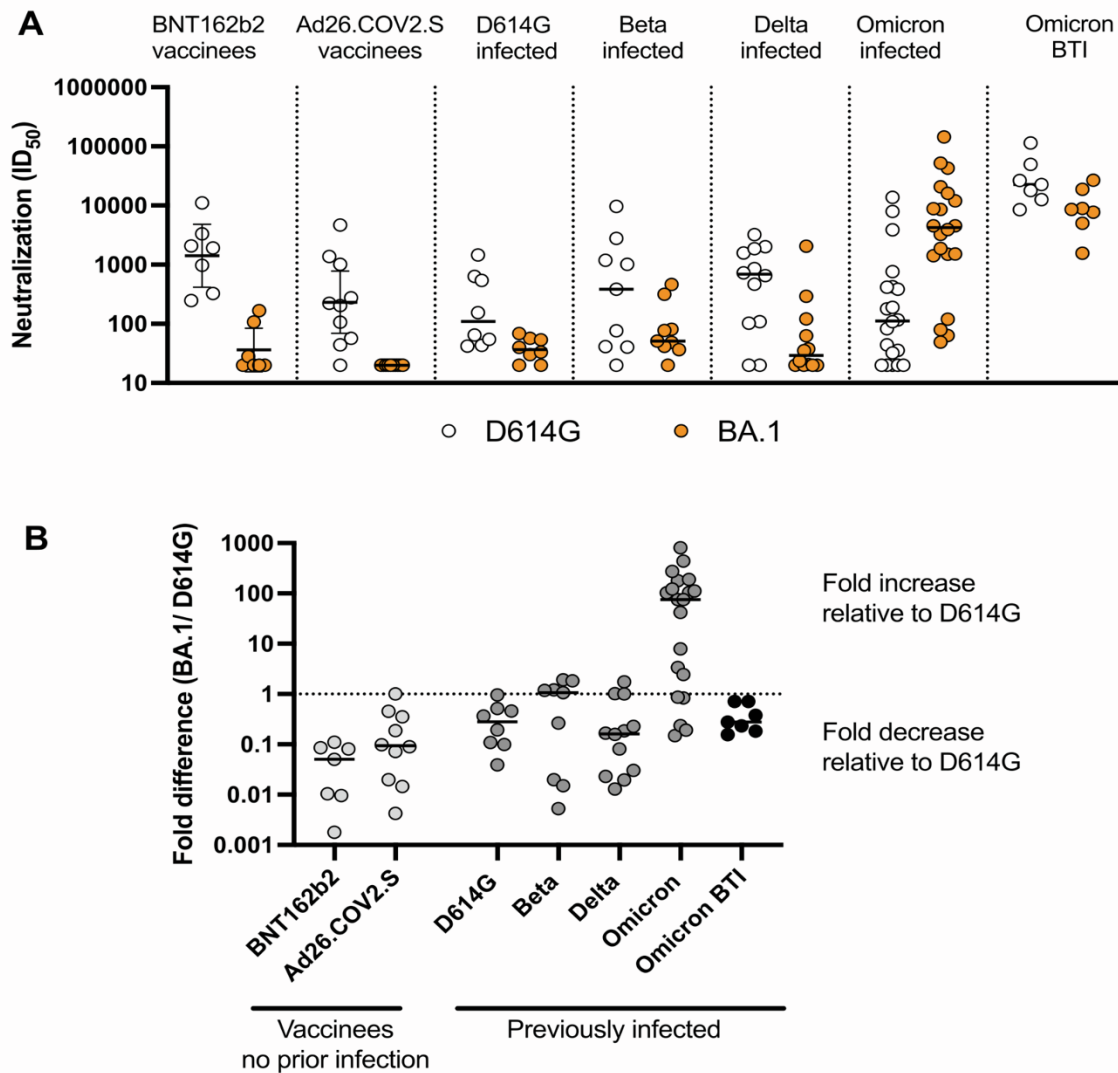 A
BNT162b2
vaccinees
Ad26.COV2.S
vaccinees
D614G
infected
Beta
infected
Delta
infected
Omicron
infected
Omicron
BTI
Neutralization (ID50)
1000000
100000
10000
1000
100
10
D614G
BA.1
B
Fold difference (BA.1/ D614G)
1000
100
10
1
0.1
0.01
0.001
Fold increase
relative to D614G
Fold decrease
relative to D614G
BNT162b2
Ad26.COV2.S
D614G
Beta
Delta
Omicron
Omicron BTI
Vaccinees
no prior infection
Previously infected